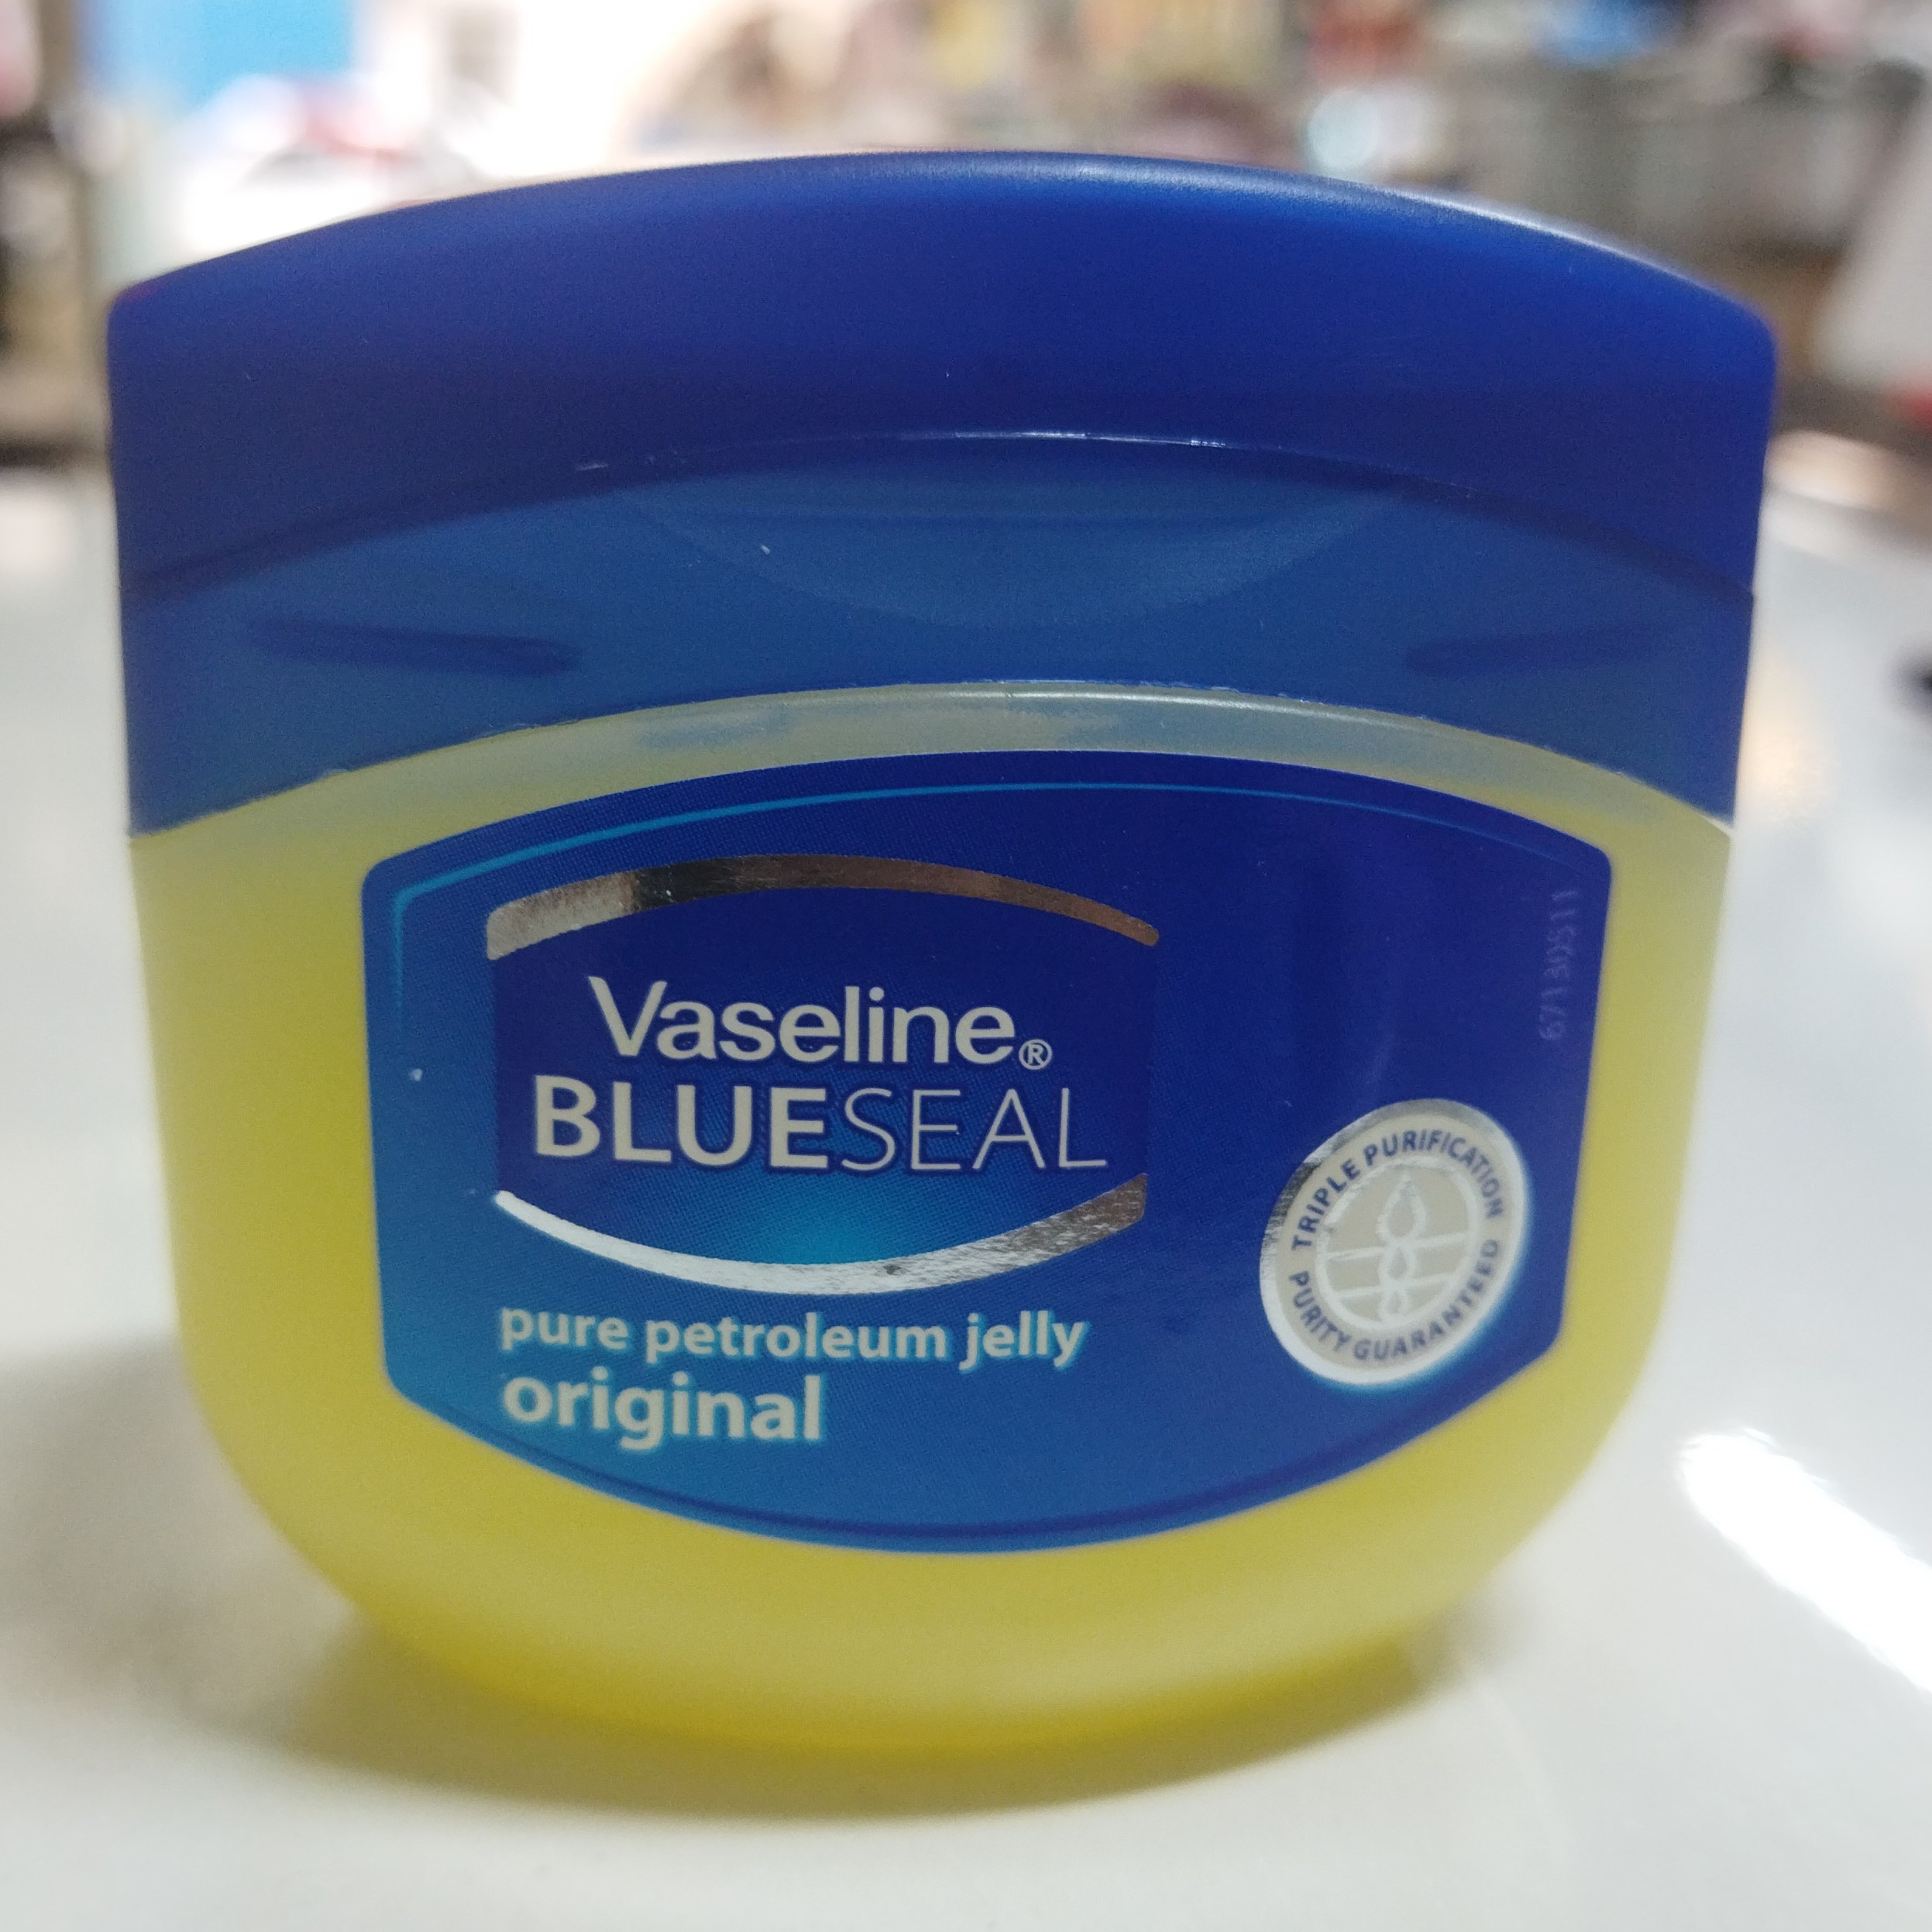 Vaseline®
BLUESEAL
pure petroleum jelly
original
TRIPLE PURIFICATION
PURITY GUARANTEED